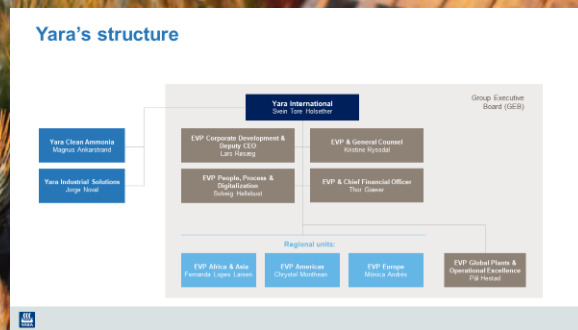 Yara's structure
Group Executive
Board (GEB)
Yara International
Svein Tore Holsether
Yara Clean Ammonia
Magnus Ankarstrand
EVP Corporate Development &
Deputy CEO
Lars Røsæg
EVP & General Counsel
Kristine Ryssdal
Yara Industrial Solutions
Jorge Noval
EVP People, Process &
Digitalization
Solveig Hellebust
EVP & Chief Financial Officer
Thor Giæver
Regional units:
EVP Africa & Asia
Fernanda Lopes Larsen
EVP Americas
Chrystel Monthean
EVP Europe
Mónica Andrés
EVP Global Plants &
Operational Excellence
Pål Hestad
YARA